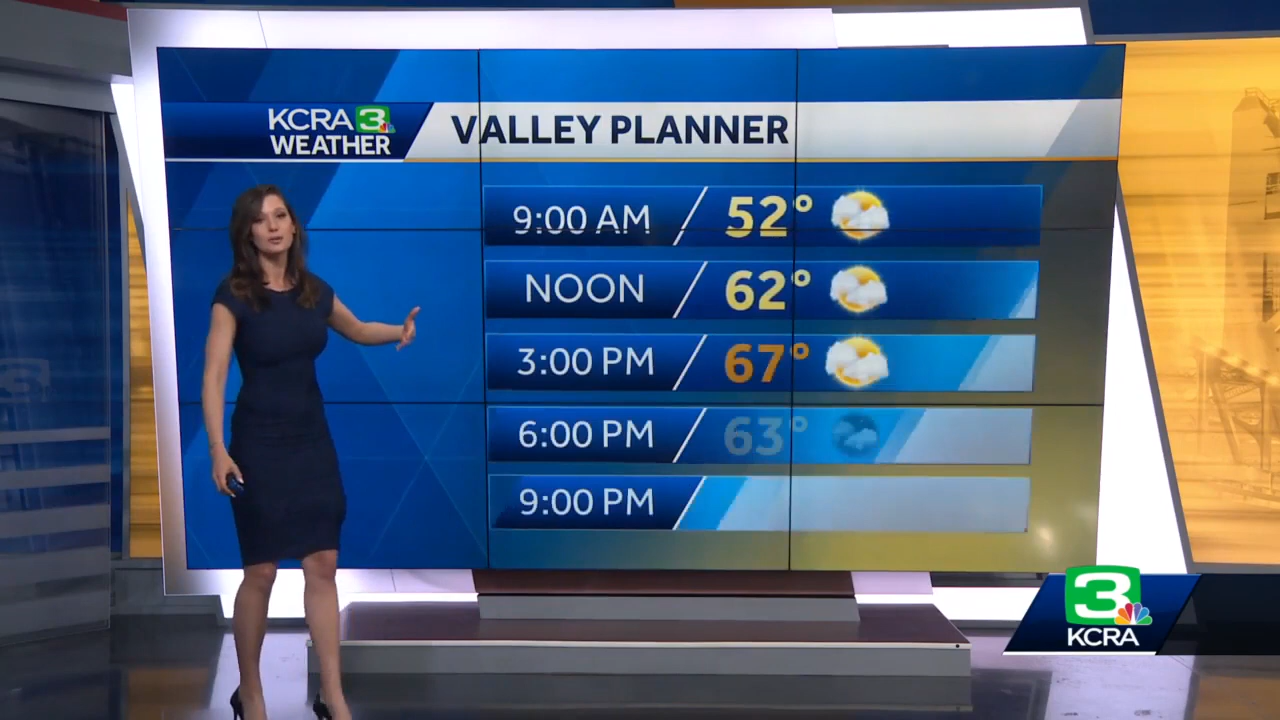 KCRA 3
WEATHER
VALLEY PLANNER
9:00 AM 52°
NOON 62°
3:00 PM 67°
6:00 PM 63°
9:00 PM
3
KCRA